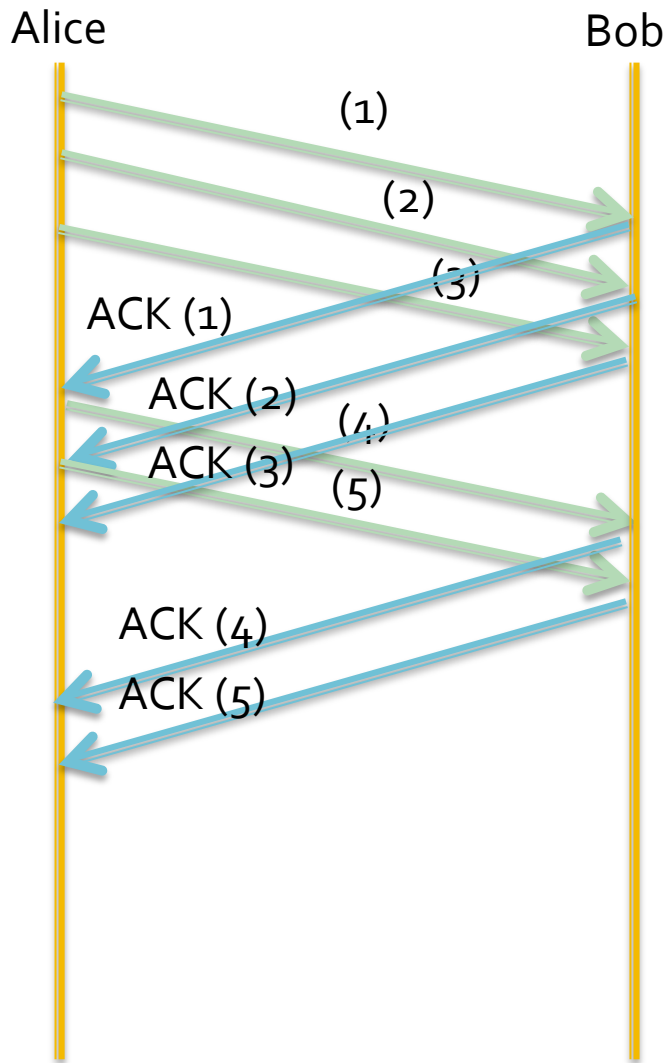 Alice
Bob
(1)
(2)
(3)
ACK (1)
ACK (2)
(4)
ACK (3)
(5)
ACK (4)
ACK (5)